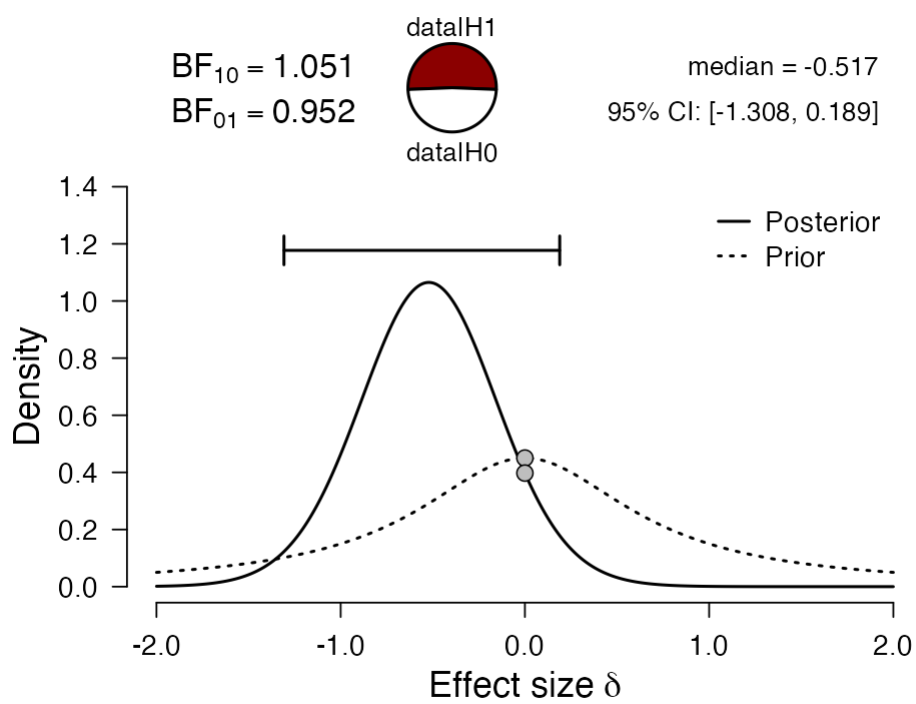 data|H1
BF₁₀ = 1.051
BF₀₁ = 0.952
median = -0.517
95% CI: [-1.308, 0.189]
data|H0
Posterior
Prior
Density
1.4
1.2
1.0
0.8
0.6
0.4
0.2
0.0
-2.0 -1.0 0.0 1.0 2.0
Effect size δ